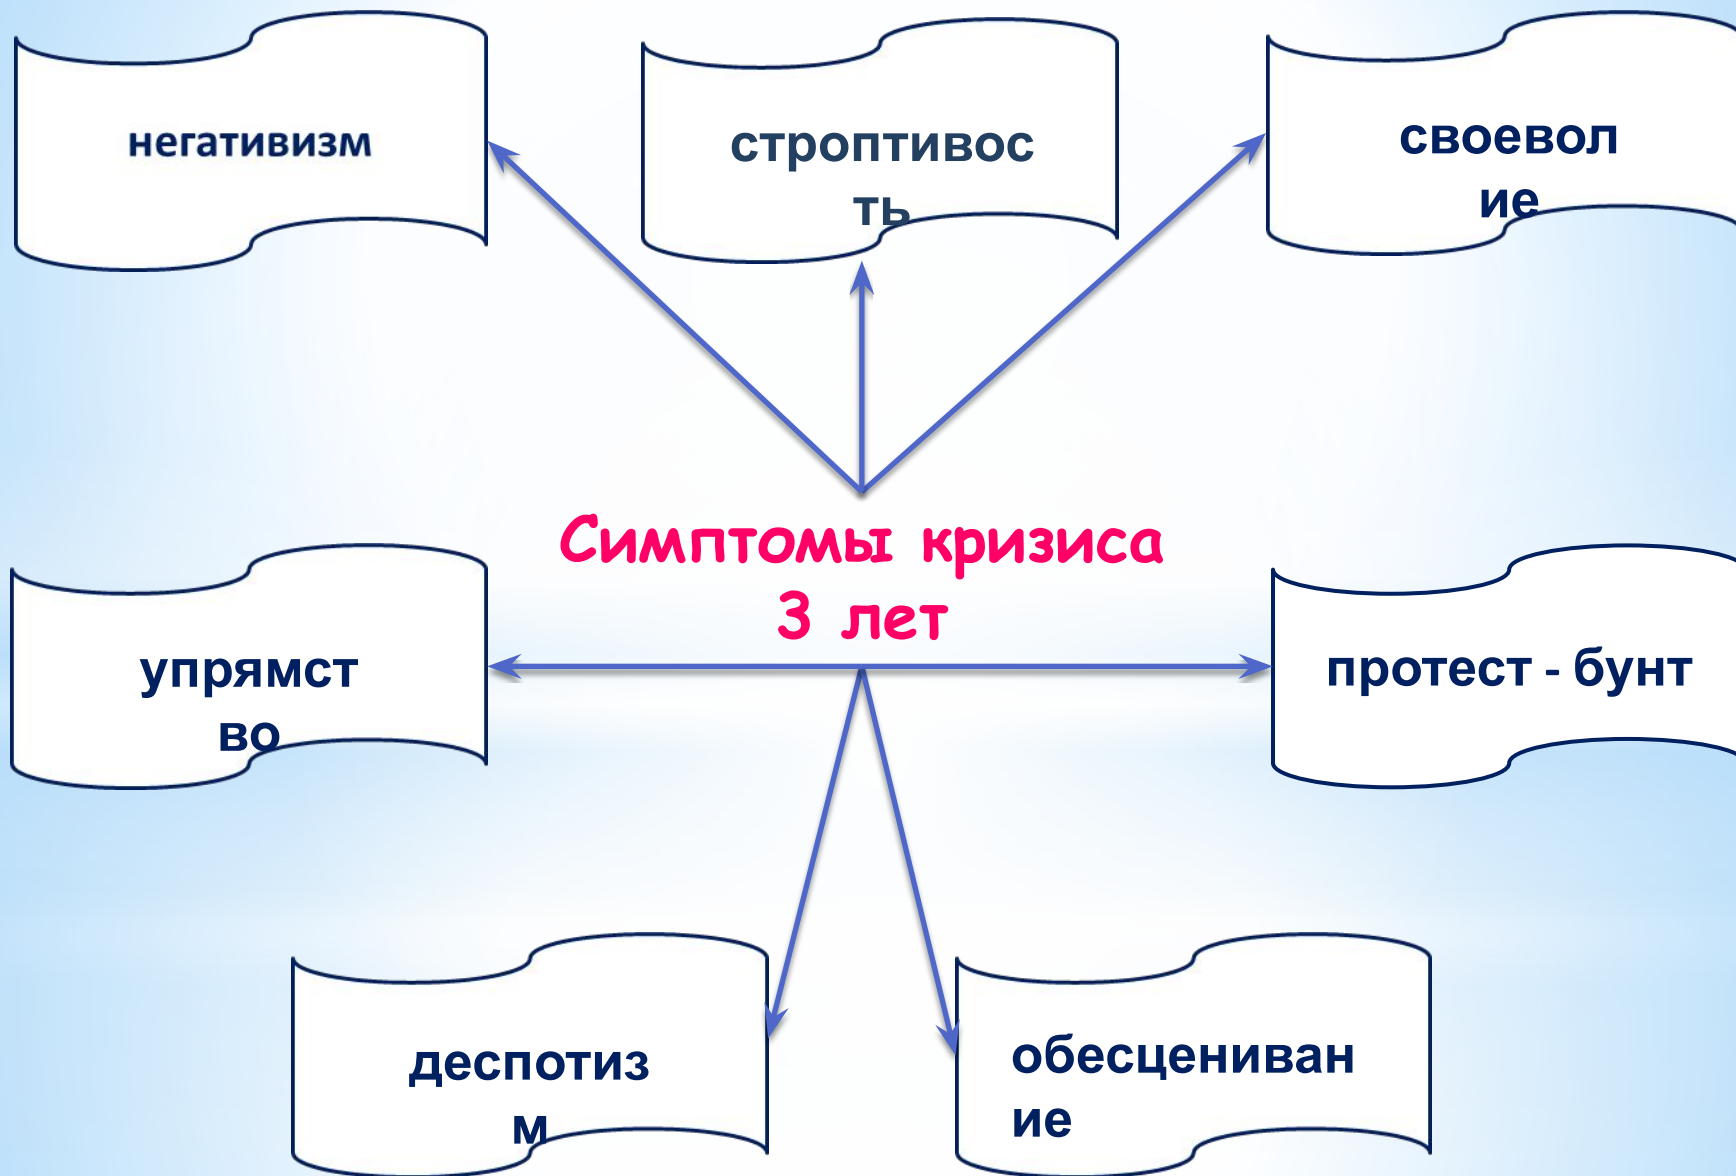 негативизм
строптивос
ть
своевол
ие
Симптомы кризиса
3 лет
упрямст
во
протест - бунт
деспотиз
м
обесцениван
ие